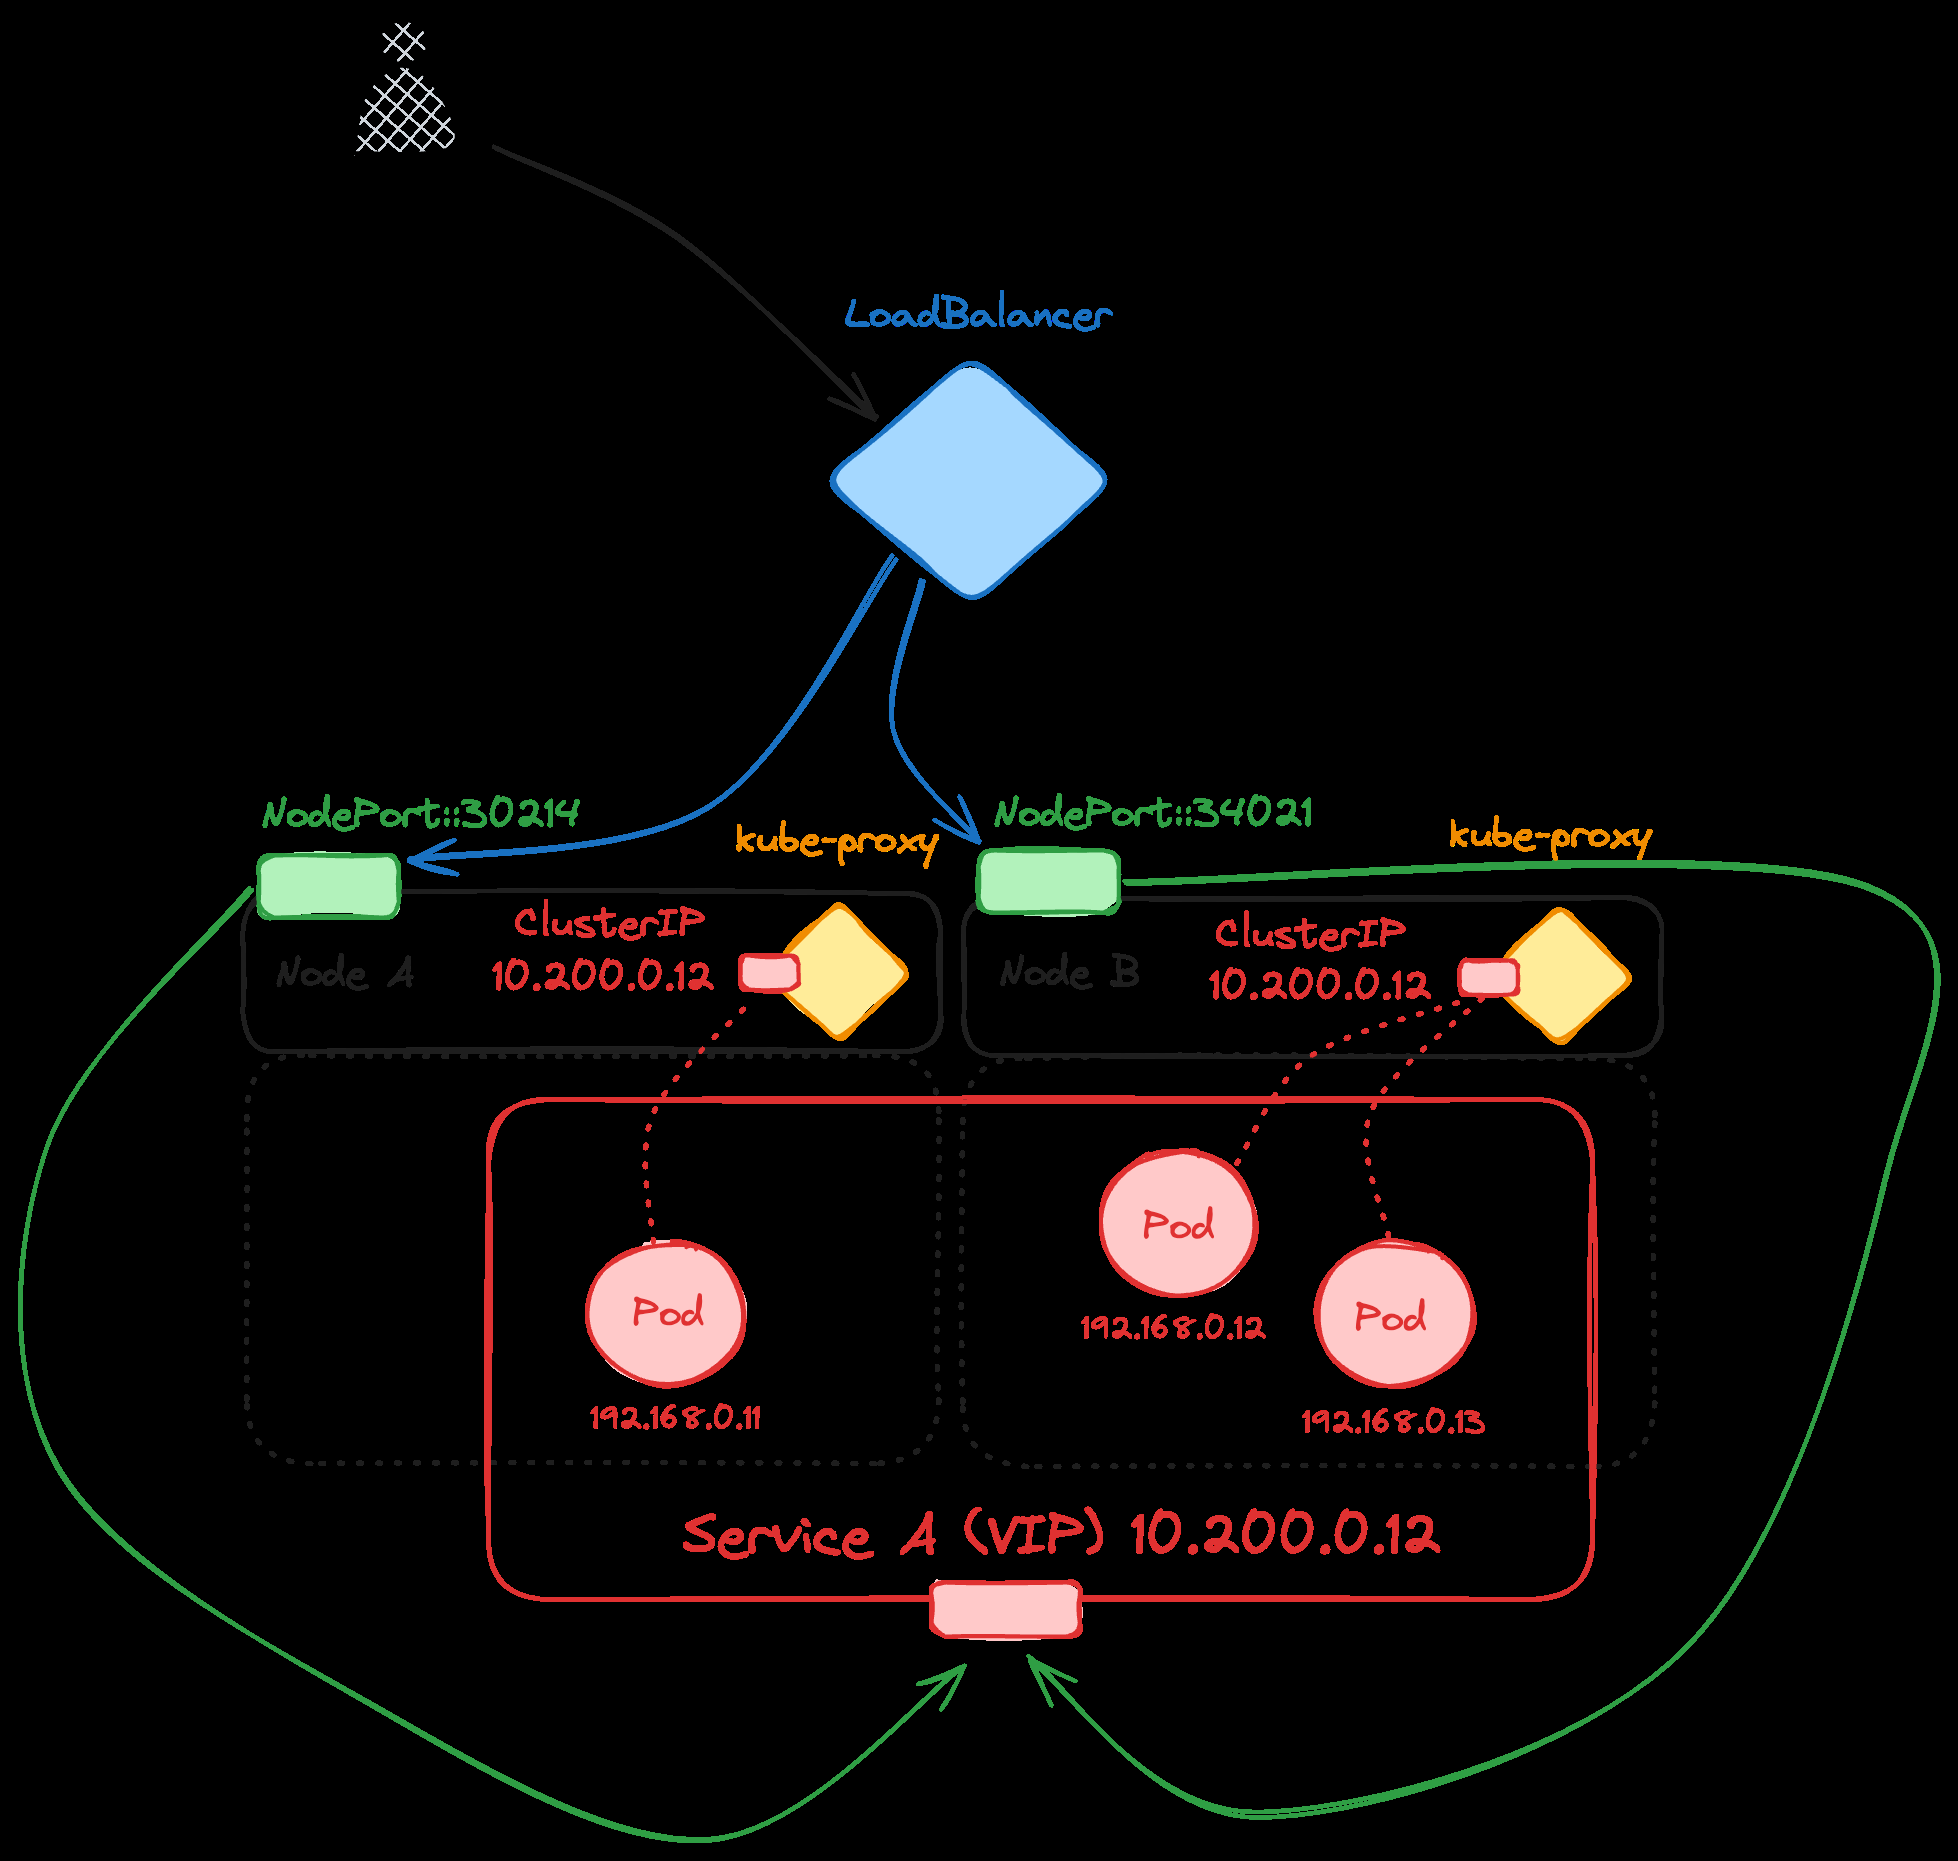 LoadBalancer
NodePort::30214
kube-proxy
NodePort::34021
kube-proxy
Node A
ClusterIP
10.200.0.12
Node B
ClusterIP
10.200.0.12
Pod
192.168.0.11
Pod
192.168.0.12
Pod
192.168.0.13
Service A (VIP) 10.200.0.12